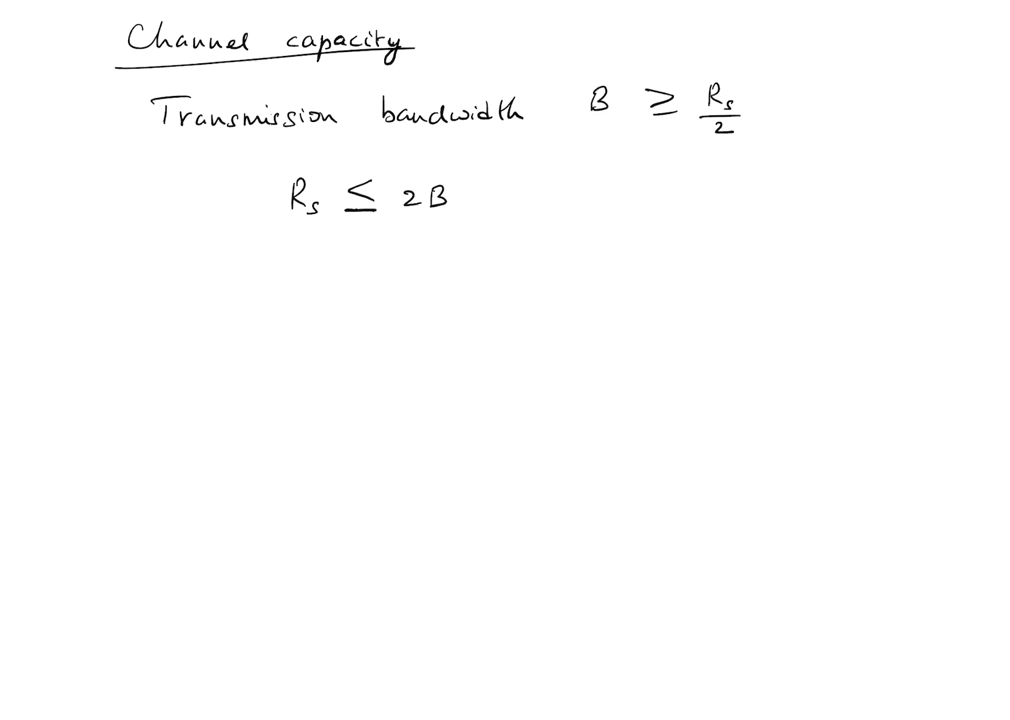 Channel capacity
Transmission bandwidth B ≥ Rs/2
Rs ≤ 2B